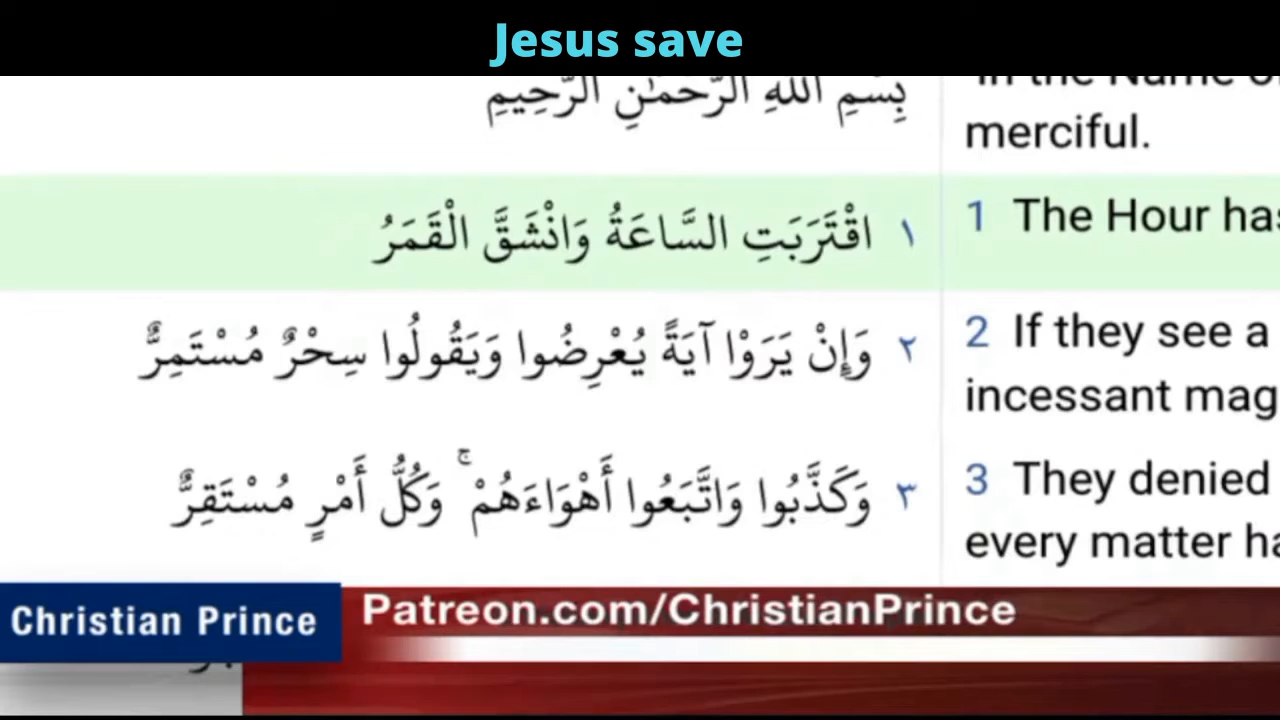 Jesus save
بِسْمِ اللَّهِ الرَّحْمَٰنِ الرَّحِيمِ
merciful.
١ اقْتَرَبَتِ السَّاعَةُ وَانْشَقَّ الْقَمَرُ
1 The Hour has
٢ وَإِنْ يَرَوْا آيَةً يُعْرِضُوا وَيَقُولُوا سِحْرٌ مُسْتَمِرٌّ
2 If they see a
incessant mag
٣ وَكَذَّبُوا وَاتَّبَعُوا أَهْوَاءَهُمْ ۚ وَكُلُّ أَمْرٍ مُسْتَقِرٌّ
3 They denied
every matter ha
Christian Prince
Patreon.com/ChristianPrince